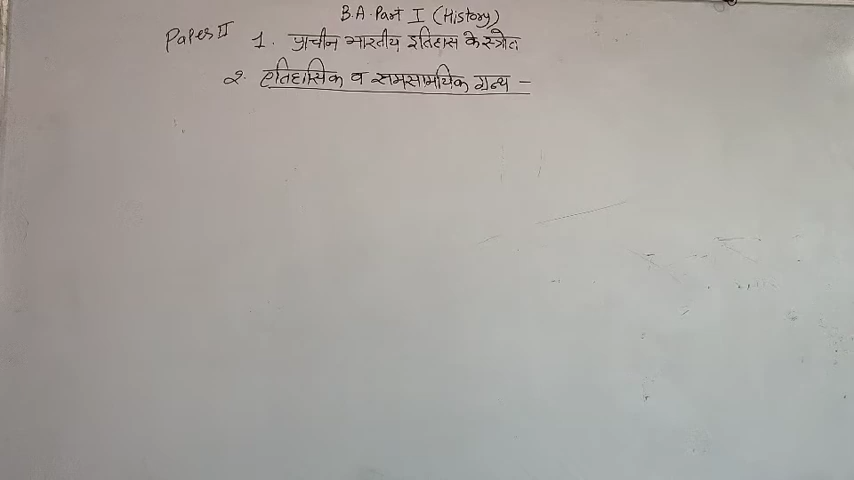 B.A. Part I (History)
Paper II 1. प्राचीन भारतीय इतिहास के स्त्रोत
2. ऐतिहासिक व समसामयिक ग्रन्थ -